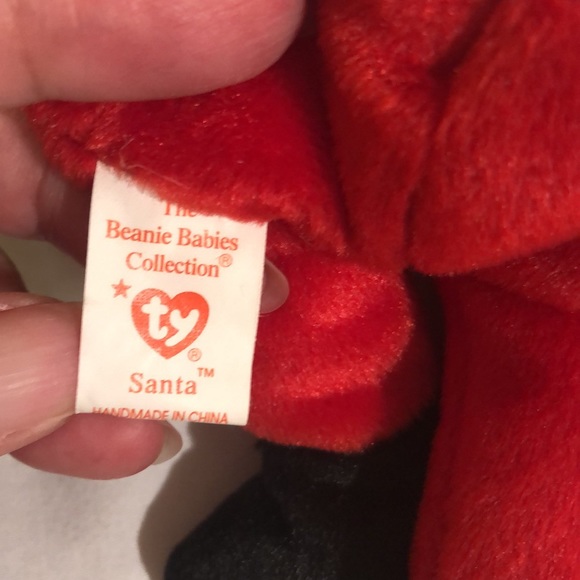 The
Beanie Babies
Collection®
ty®
Santa™
HANDMADE IN CHINA